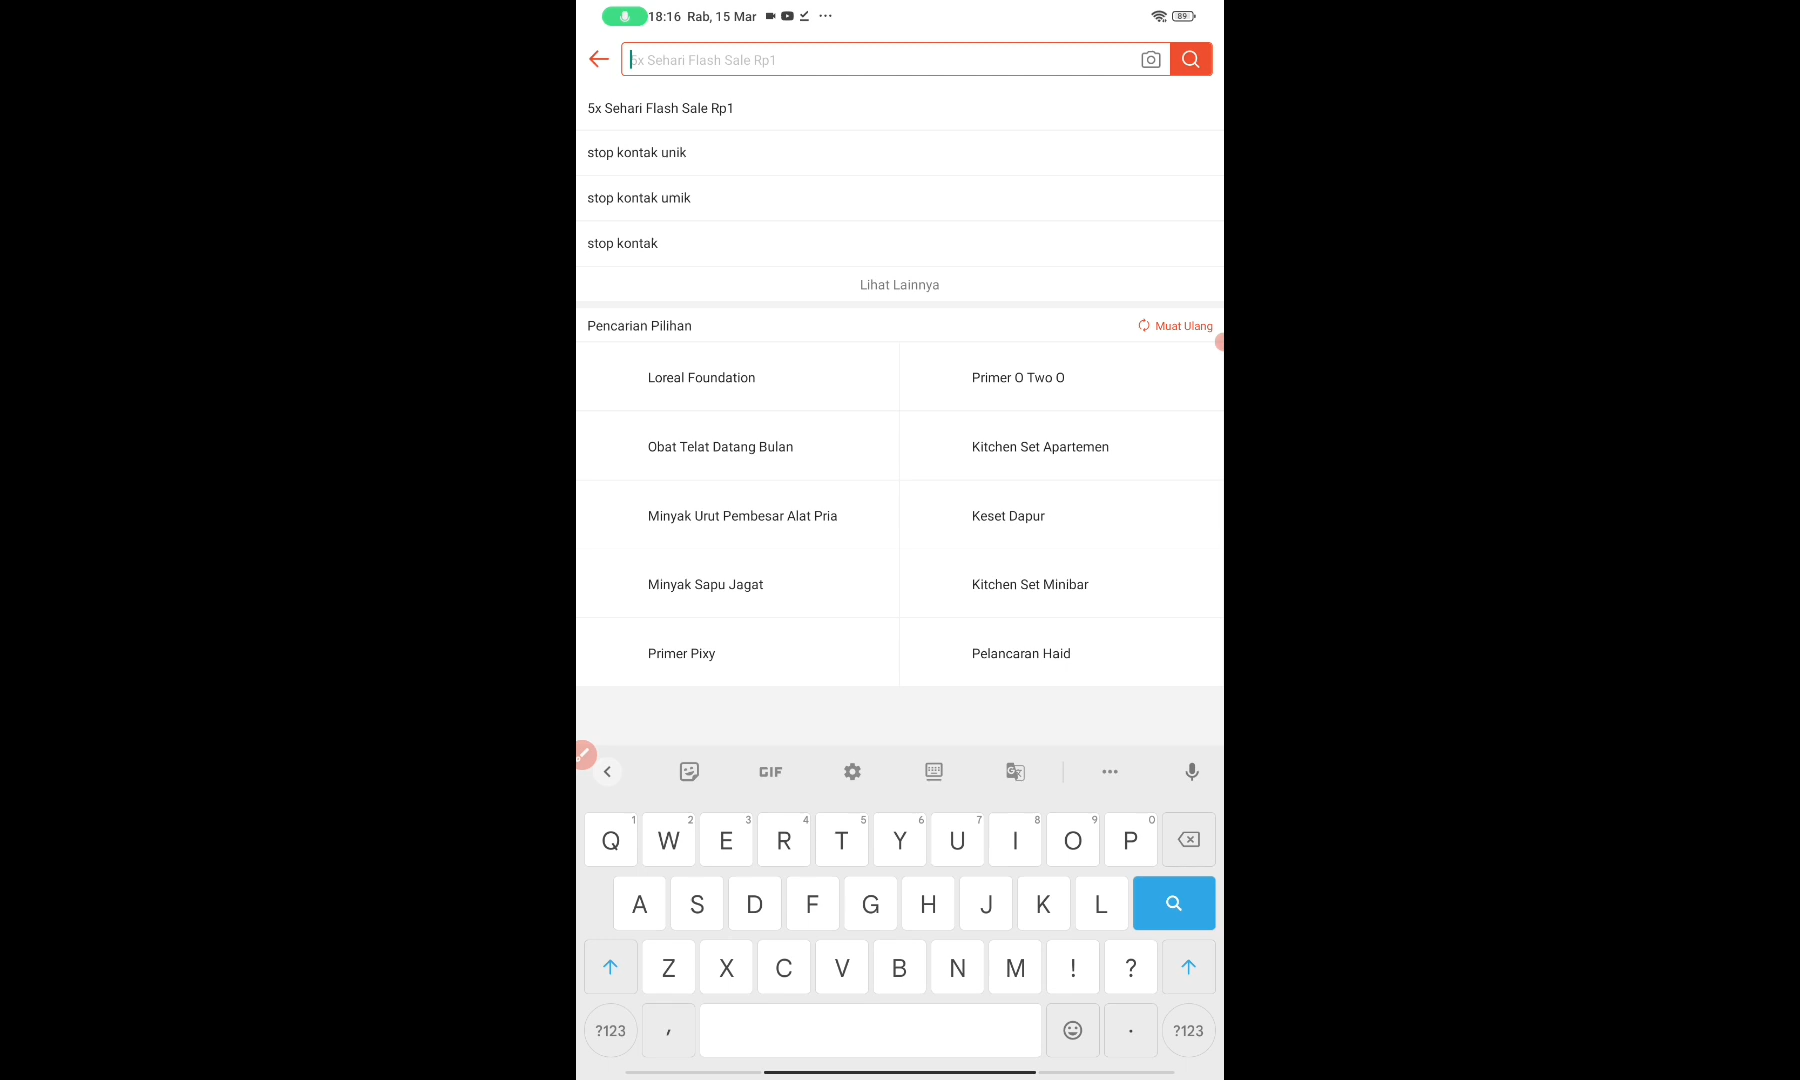 18:16 Rab, 15 Mar
89
5x Sehari Flash Sale Rp1
5x Sehari Flash Sale Rp1
stop kontak unik
stop kontak umik
stop kontak
Lihat Lainnya
Pencarian Pilihan
Muat Ulang
Loreal Foundation
Primer O Two O
Obat Telat Datang Bulan
Kitchen Set Apartemen
Minyak Urut Pembesar Alat Pria
Keset Dapur
Minyak Sapu Jagat
Kitchen Set Minibar
Primer Pixy
Pelancaran Haid
GIF
1 2 3 4 5 6 7 8 9 0
Q W E R T Y U I O P
A S D F G H J K L
Z X C V B N M ! ?
?123 , . ?123